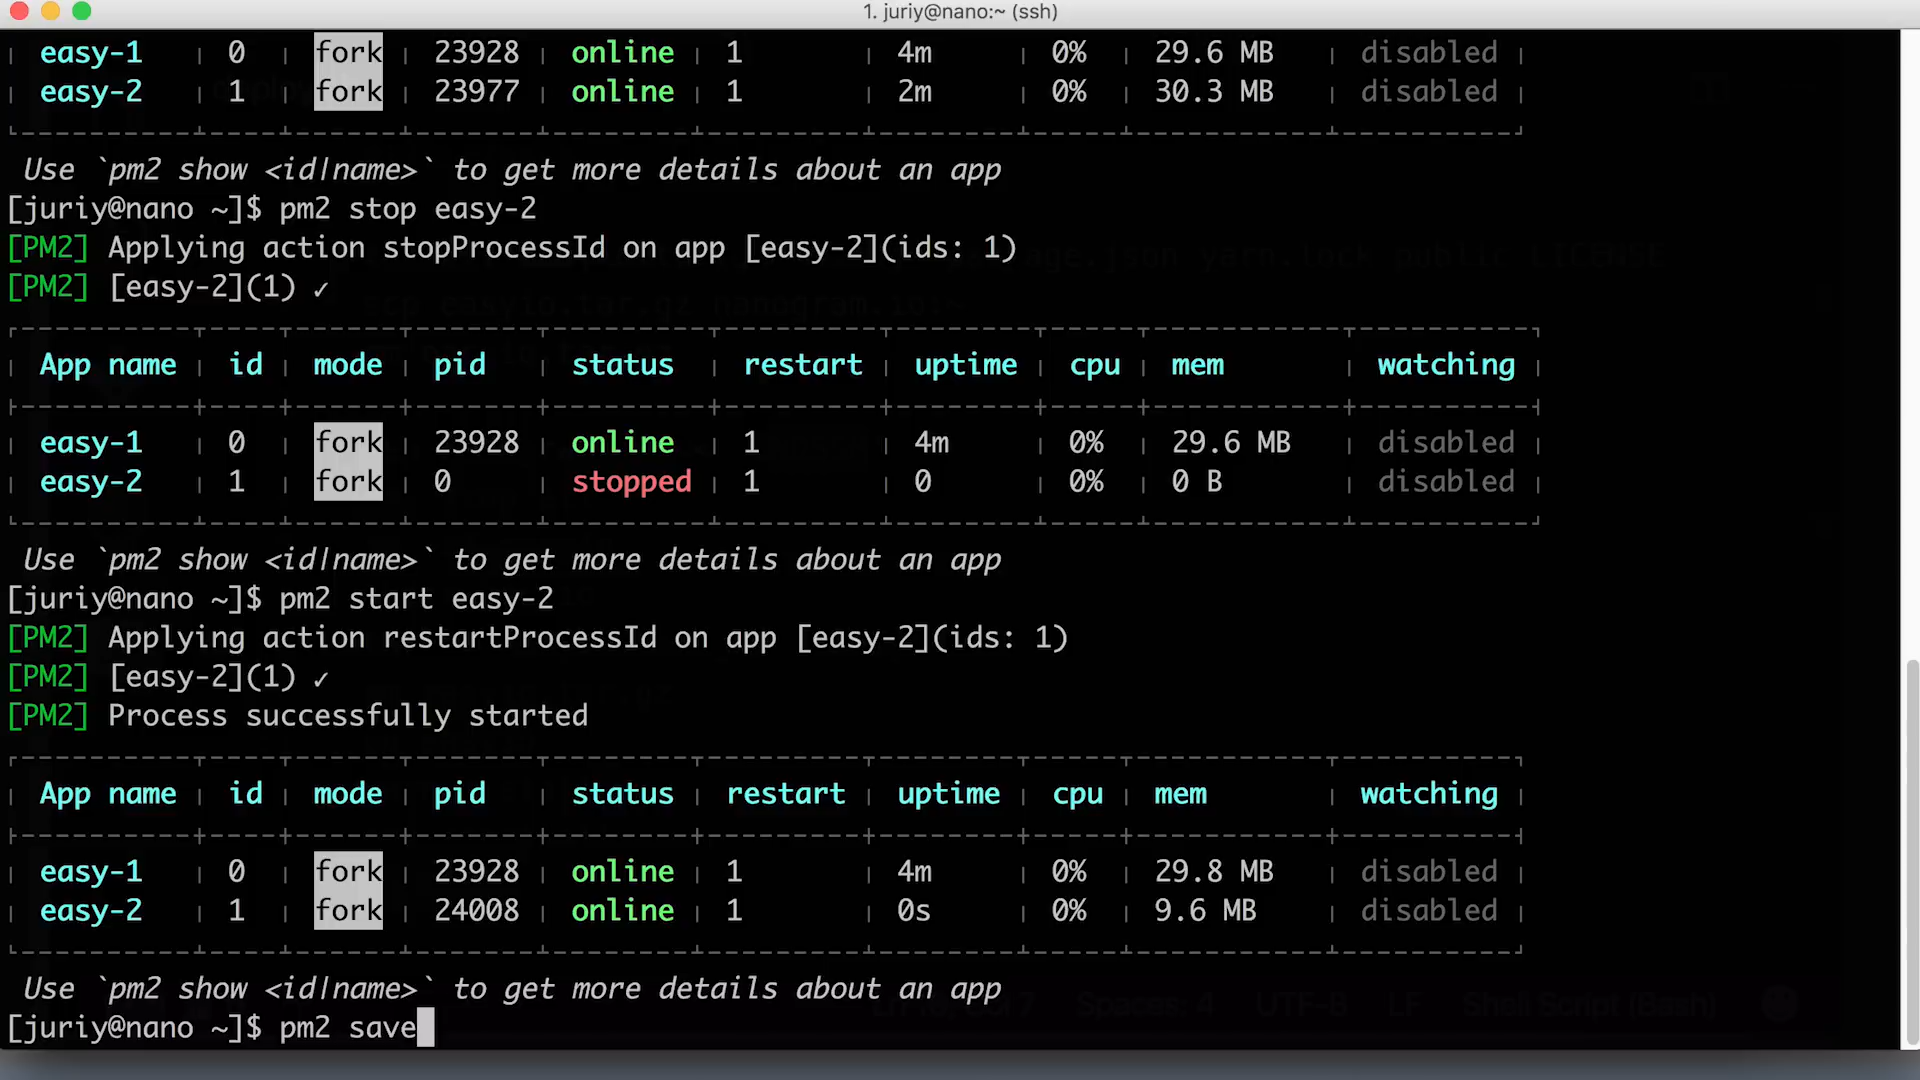 1. juriy@nano:~ (ssh)
easy-1 0 fork 23928 online 1 4m 0% 29.6 MB disabled
easy-2 1 fork 23977 online 1 2m 0% 30.3 MB disabled
Use `pm2 show <id|name>` to get more details about an app
[juriy@nano ~]$ pm2 stop easy-2
[PM2] Applying action stopProcessId on app [easy-2](ids: 1)
[PM2] [easy-2](1) ✓
App name id mode pid status restart uptime cpu mem watching
easy-1 0 fork 23928 online 1 4m 0% 29.6 MB disabled
easy-2 1 fork 0 stopped 1 0 0% 0 B disabled
Use `pm2 show <id|name>` to get more details about an app
[juriy@nano ~]$ pm2 start easy-2
[PM2] Applying action restartProcessId on app [easy-2](ids: 1)
[PM2] [easy-2](1) ✓
[PM2] Process successfully started
App name id mode pid status restart uptime cpu mem watching
easy-1 0 fork 23928 online 1 4m 0% 29.8 MB disabled
easy-2 1 fork 24008 online 1 0s 0% 9.6 MB disabled
Use `pm2 show <id|name>` to get more details about an app
Spaces: 4 UTF-8 LF Shell Script (Bash)
[juriy@nano ~]$ pm2 save